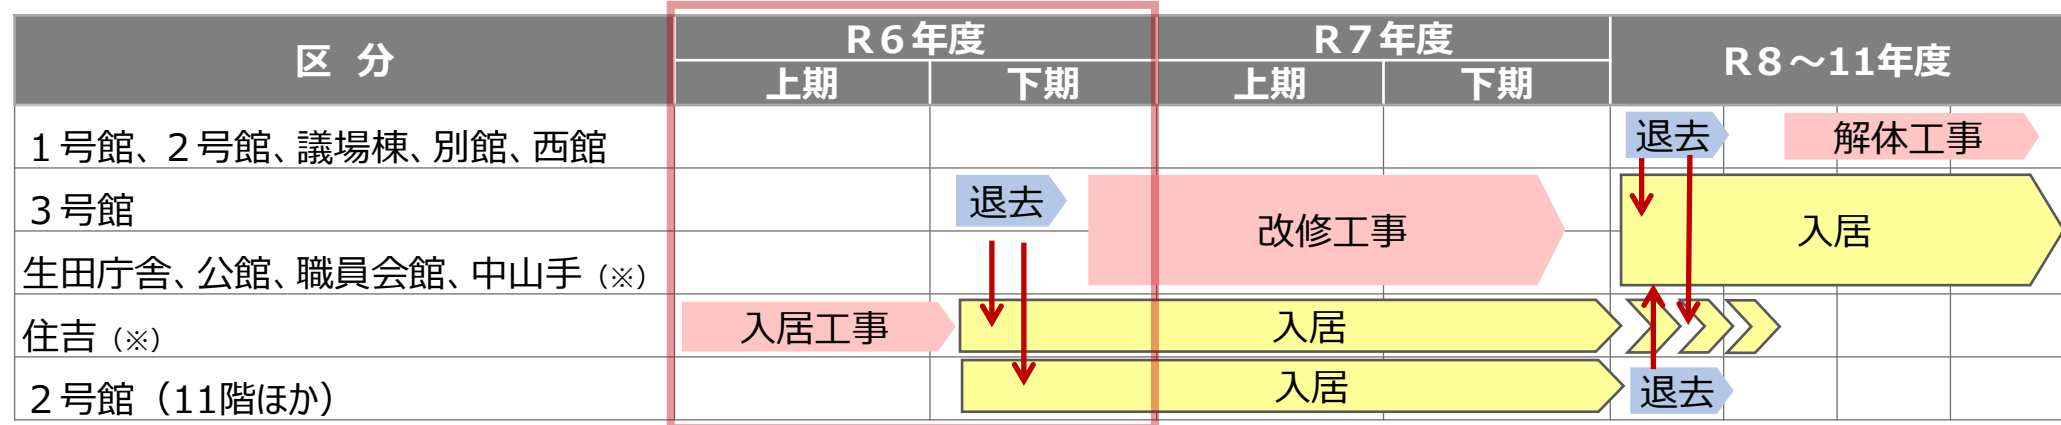 区 分
R6年度
R7年度
R8～11年度
上期
下期
上期
下期
1号館、2号館、議場棟、別館、西館
退去
解体工事
3号館
退去
改修工事
入居
生田庁舎、公館、職員会館、中山手（※）
住吉（※）
入居工事
入居
2号館（11階ほか）
入居
退去